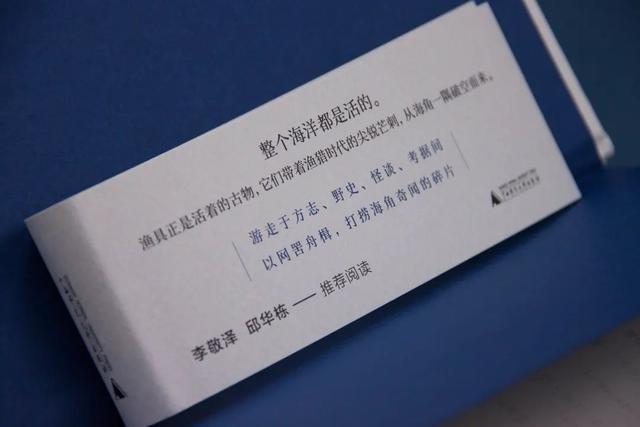 整个海洋都是活的。
渔具正是活着的古物，它们带着渔猎时代的尖锐芒刺，从海角一隅破空而来。
游走于方志、野史、怪谈、考据间
以网罟舟楫，打捞海角奇闻的碎片
李敬泽 邱华栋——推荐阅读